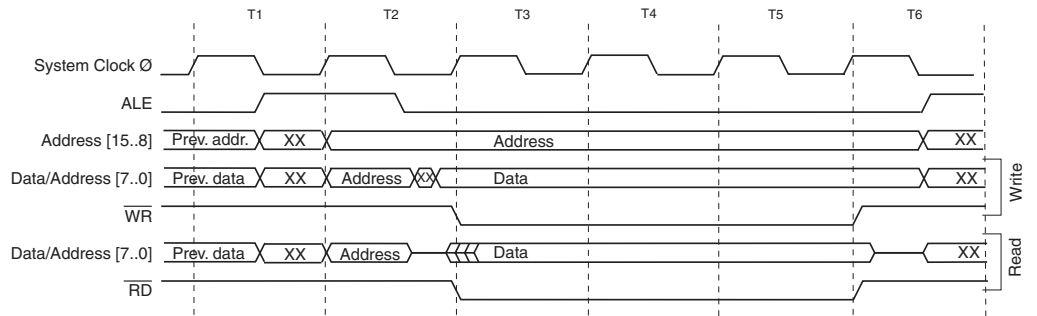 T1 T2 T3 T4 T5 T6
System Clock Ø
ALE
Address [15..8] Prev. addr. XX Address XX
Data/Address [7..0] Prev. data XX Address XX Data XX
WR
Write
Data/Address [7..0] Prev. data XX Address Data XX
RD
Read